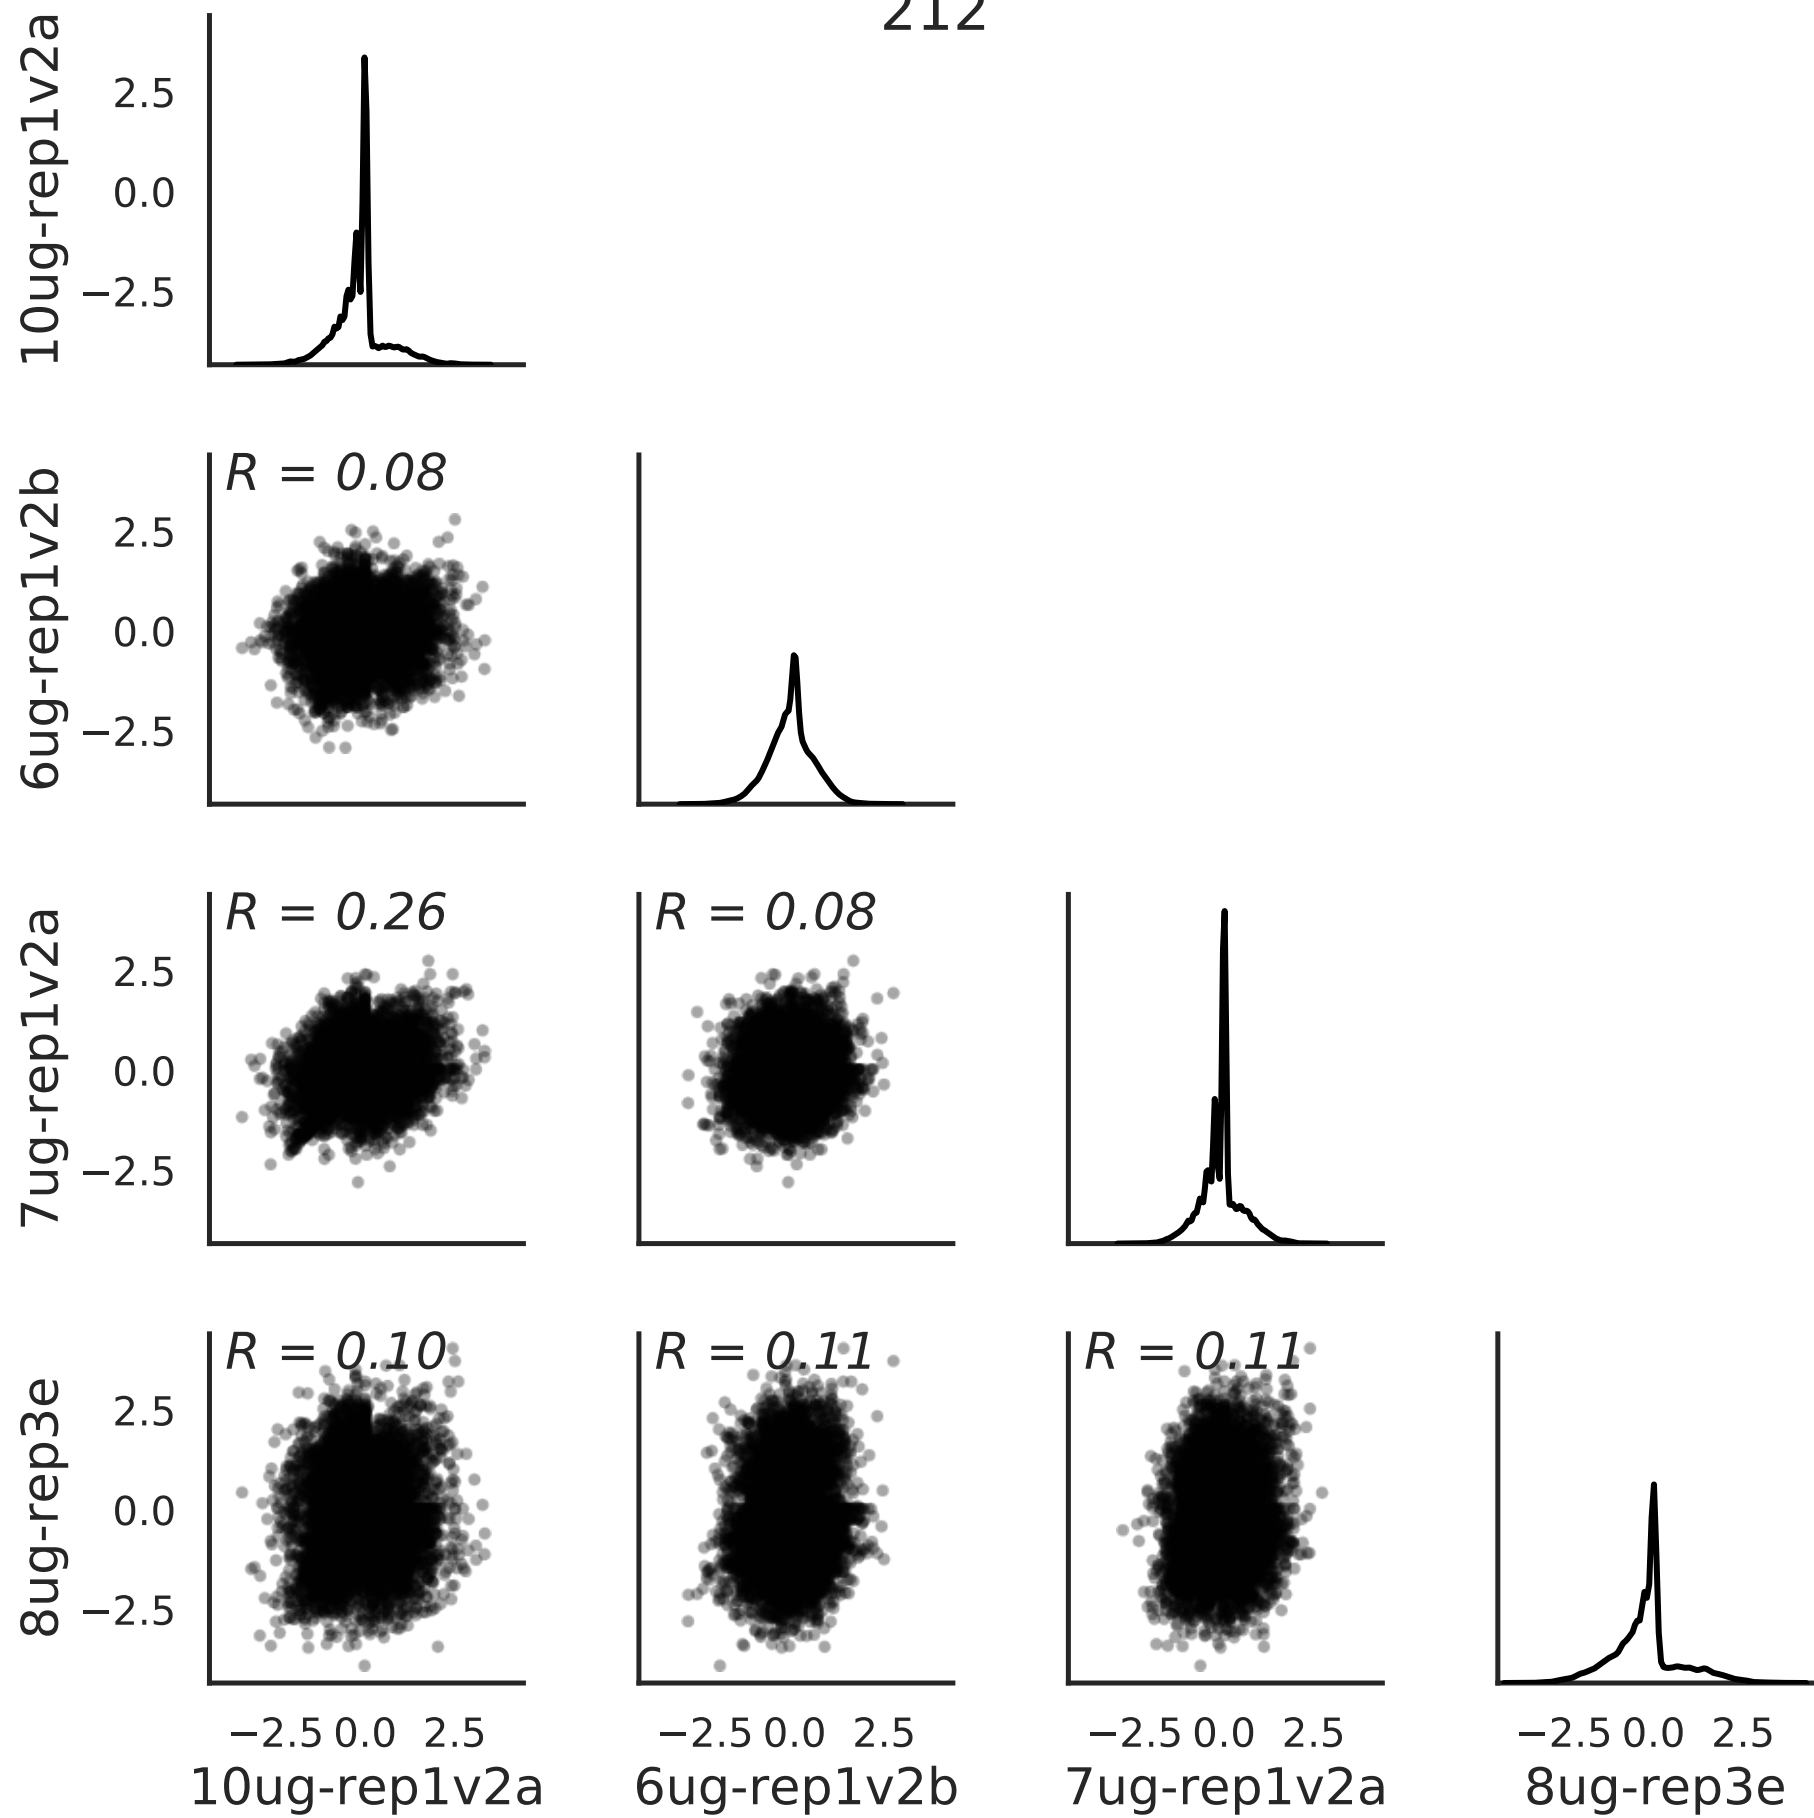 212
10ug-rep1v2a
2.5
0.0
−2.5
6ug-rep1v2b
2.5
0.0
−2.5
R = 0.08
7ug-rep1v2a
2.5
0.0
−2.5
R = 0.26
R = 0.08
8ug-rep3e
2.5
0.0
−2.5
R = 0.10
R = 0.11
R = 0.11
−2.5 0.0 2.5
−2.5 0.0 2.5
−2.5 0.0 2.5
−2.5 0.0 2.5
10ug-rep1v2a
6ug-rep1v2b
7ug-rep1v2a
8ug-rep3e